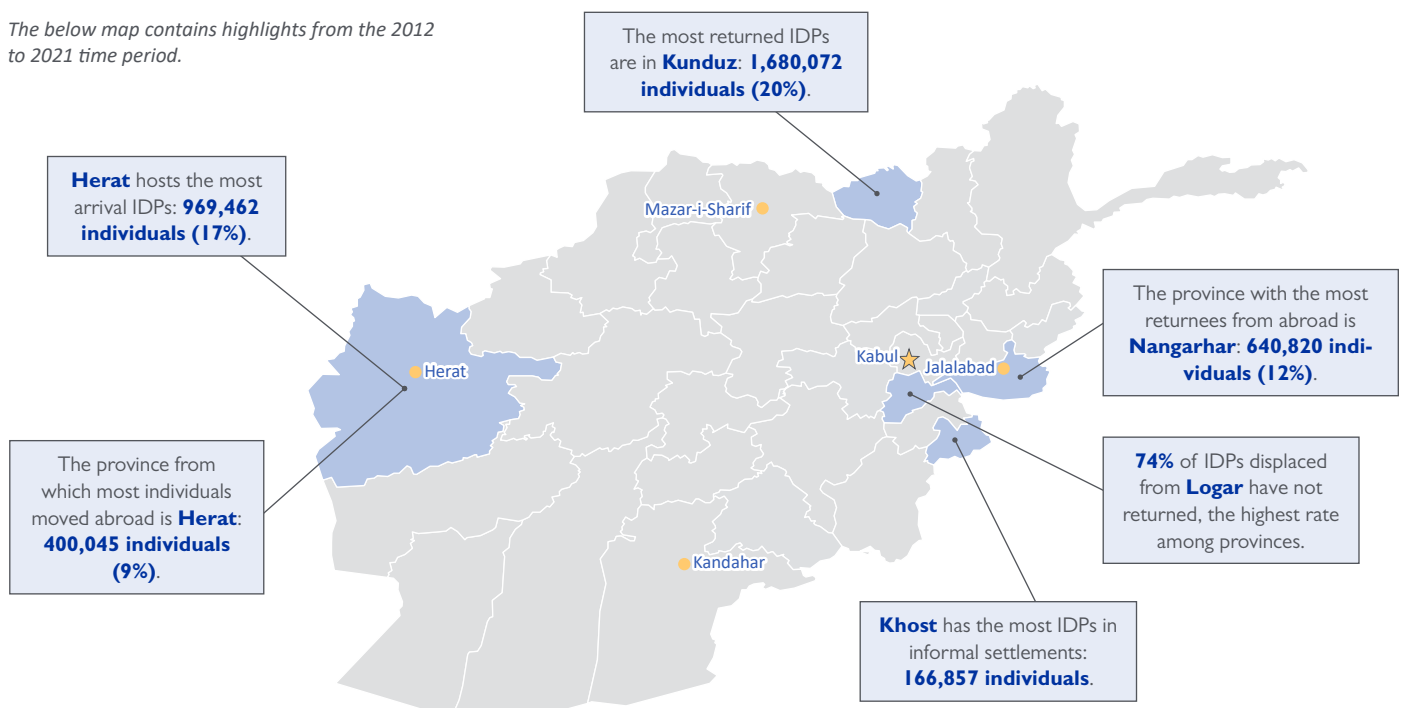 The below map contains highlights from the 2012
to 2021 time period.
The most returned IDPs
are in Kunduz: 1,680,072
individuals (20%).
Herat hosts the most
arrival IDPs: 969,462
individuals (17%).
Mazar-i-Sharif
The province with the most
returnees from abroad is
Nangarhar: 640,820 indi-
viduals (12%).
Kabul
Jalalabad
Herat
The province from
which most individuals
moved abroad is Herat:
400,045 individuals
(9%).
74% of IDPs displaced
from Logar have not
returned, the highest rate
among provinces.
Kandahar
Khost has the most IDPs in
informal settlements:
166,857 individuals.